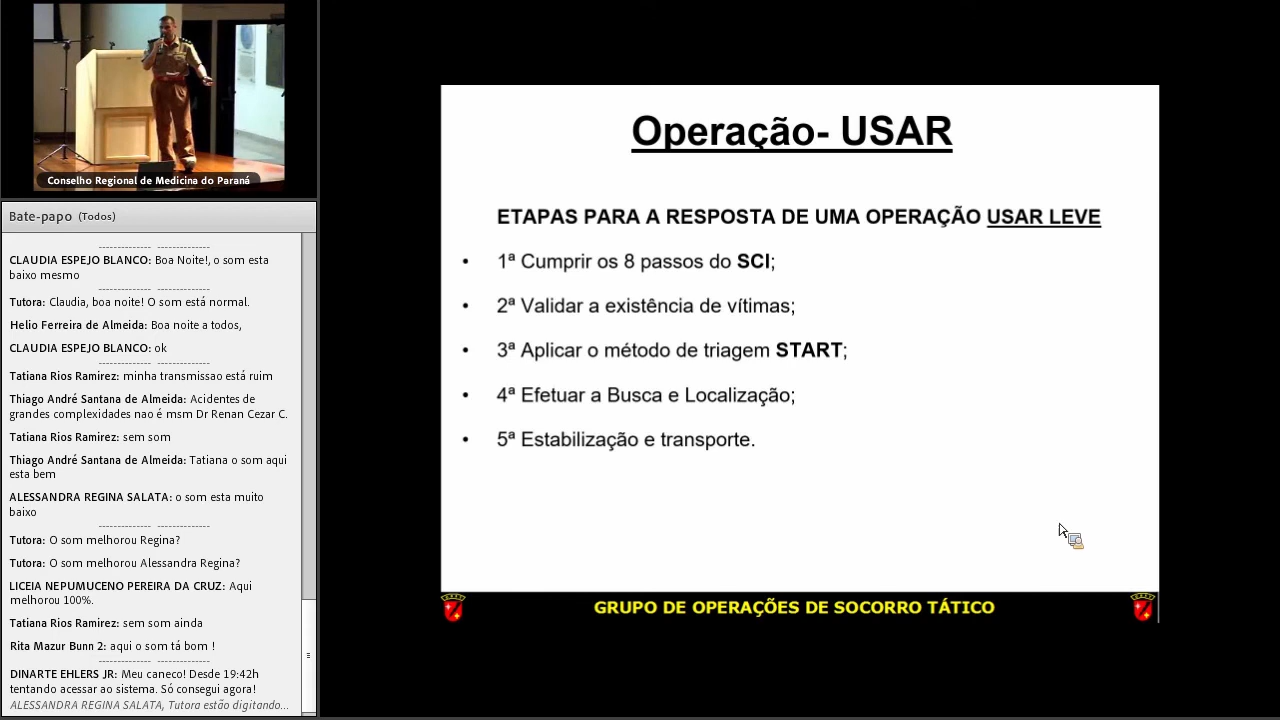 Conselho Regional de Medicina do Paraná
Bate-papo (Todos)
------------- -------------
CLAUDIA ESPEJO BLANCO: Boa Noite!, o som esta
baixo mesmo
------------- -------------
Tutora: Claudia, boa noite! O som está normal.
Helio Ferreira de Almeida: Boa noite a todos,
CLAUDIA ESPEJO BLANCO: ok
------------- -------------
Tatiana Rios Ramirez: minha transmissao está ruim
Thiago André Santana de Almeida: Acidentes de
grandes complexidades nao é msm Dr Renan Cezar C.
Tatiana Rios Ramirez: sem som
Thiago André Santana de Almeida: Tatiana o som aqui
esta bem
ALESSANDRA REGINA SALATA: o som esta muito
baixo
------------- -------------
Tutora: O som melhorou Regina?
Tutora: O som melhorou Alessandra Regina?
LICEIA NEPUMUCENO PEREIRA DA CRUZ: Aqui
melhorou 100%.
Tatiana Rios Ramirez: sem som ainda
Rita Mazur Bunn 2: aqui o som tá bom !
------------- -------------
DINARTE EHLERS JR: Meu caneco! Desde 19:42h
tentando acessar ao sistema. Só consegui agora!
ALESSANDRA REGINA SALATA, Tutora estão digitando...
Operação- USAR
ETAPAS PARA A RESPOSTA DE UMA OPERAÇÃO USAR LEVE
• 1ª Cumprir os 8 passos do SCI;
• 2ª Validar a existência de vítimas;
• 3ª Aplicar o método de triagem START;
• 4ª Efetuar a Busca e Localização;
• 5ª Estabilização e transporte.
GRUPO DE OPERAÇÕES DE SOCORRO TÁTICO